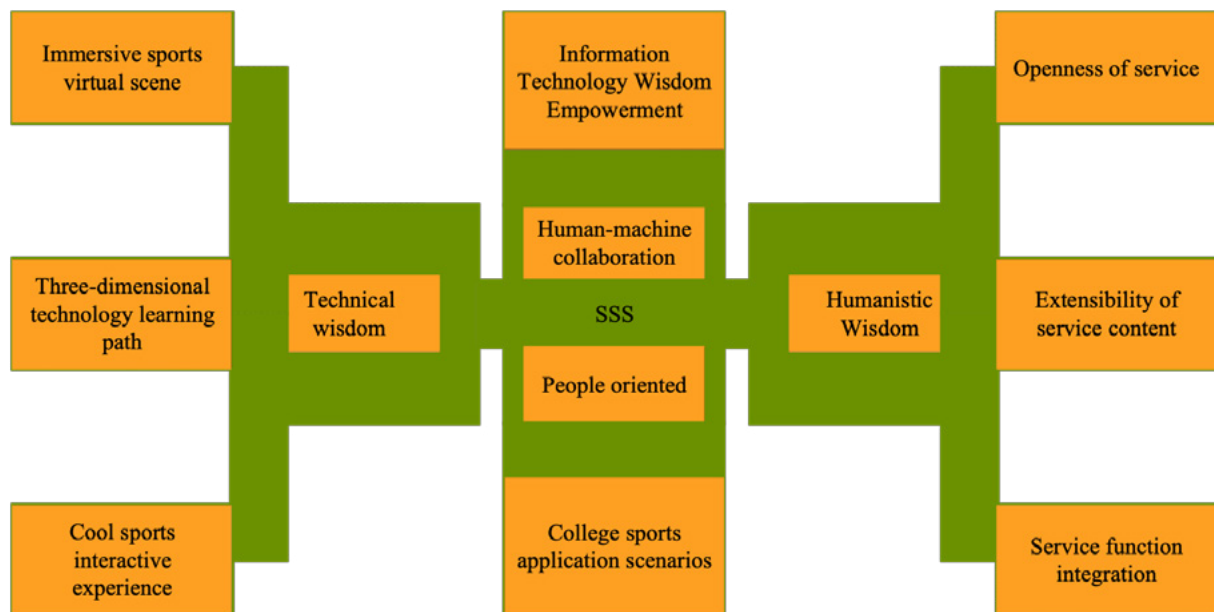 Immersive sports
virtual scene
Information
Technology Wisdom
Empowerment
Openness of service
Human-machine
collaboration
Three-dimensional
technology learning
path
Technical
wisdom
SSS
Humanistic
Wisdom
Extensibility of
service content
People oriented
Cool sports
interactive
experience
College sports
application scenarios
Service function
integration